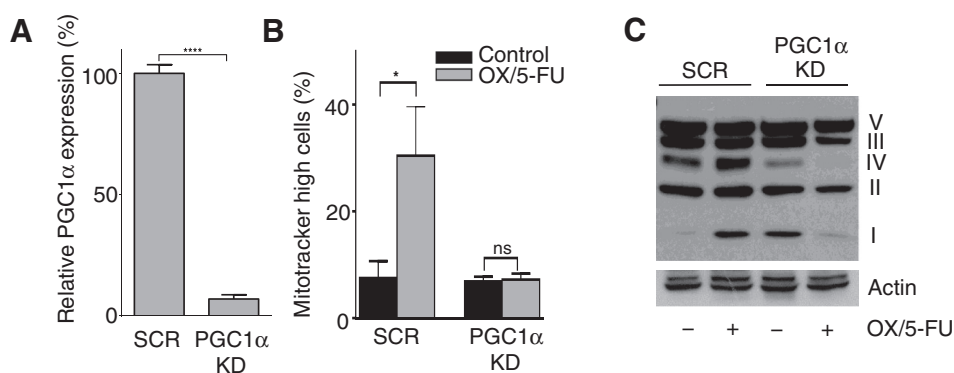 A
Relative PGC1α expression (%)
100
50
0
****
SCR
PGC1α
KD
B
Mitotracker high cells (%)
40
20
0
Control
OX/5-FU
*
ns
SCR
PGC1α
KD
C
SCR
PGC1α
KD
V
III
IV
II
I
Actin
– + – + OX/5-FU